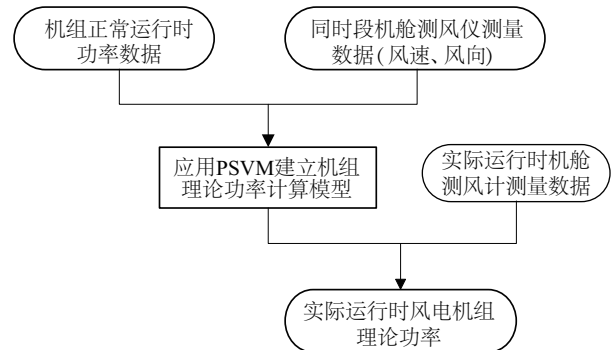 机组正常运行时
功率数据
同时段机舱测风仪测量
数据(风速、风向)
应用PSVM建立机组
理论功率计算模型
实际运行时机舱
测风计测量数据
实际运行时风电机组
理论功率